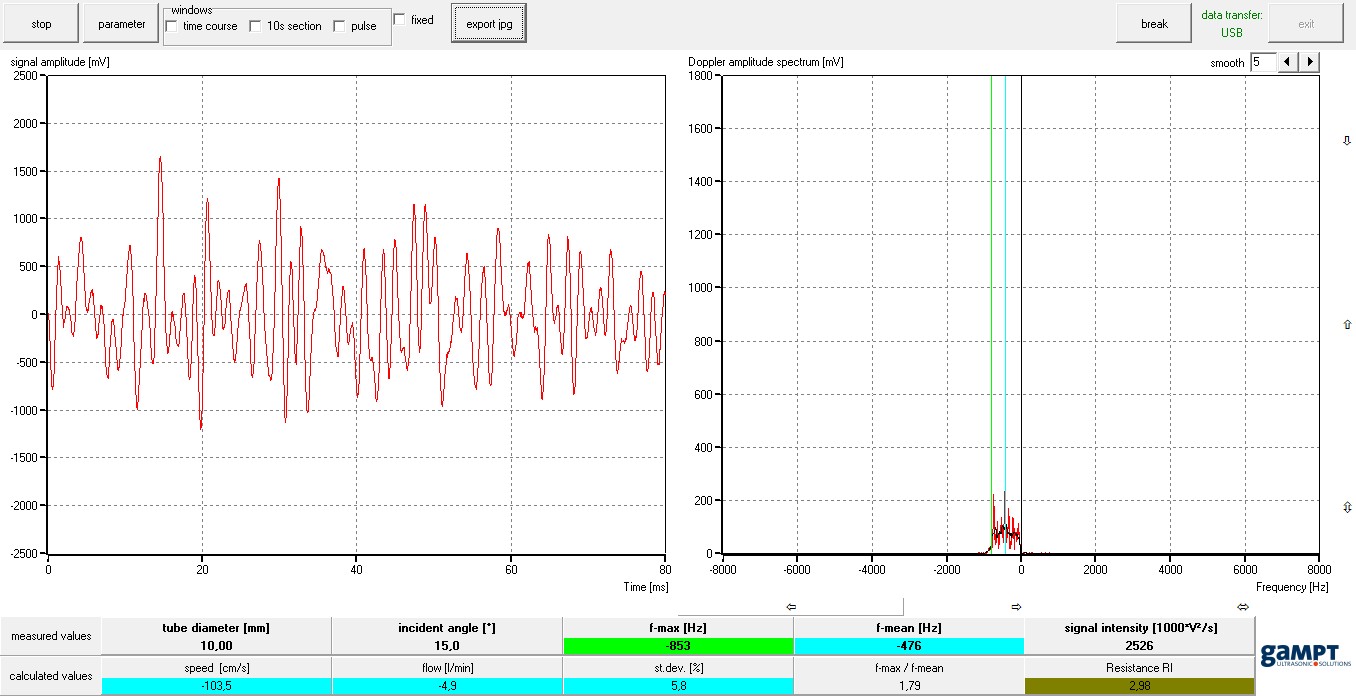 stop
parameter
windows
time course
10s section
pulse
fixed
export jpg
break
data transfer:
USB
exit
signal amplitude [mV]
2500
2000
1500
1000
500
0
-500
-1000
-1500
-2000
-2500
0 20 40 60 80
Time [ms]
Doppler amplitude spectrum [mV]
smooth 5
1800
1600
1400
1200
1000
800
600
400
200
0
-8000 -6000 -4000 -2000 0 2000 4000 6000 8000
Frequency [Hz]
measured values
tube diameter [mm]
10,00
incident angle [°]
15,0
f-max [Hz]
-853
f-mean [Hz]
-476
signal intensity [1000*V²/s]
2526
calculated values
speed [cm/s]
-103,5
flow [l/min]
-4,9
st.dev. [%]
5,8
f-max / f-mean
1,79
Resistance RI
2,98
gAMPT
ULTRASONIC SOLUTIONS